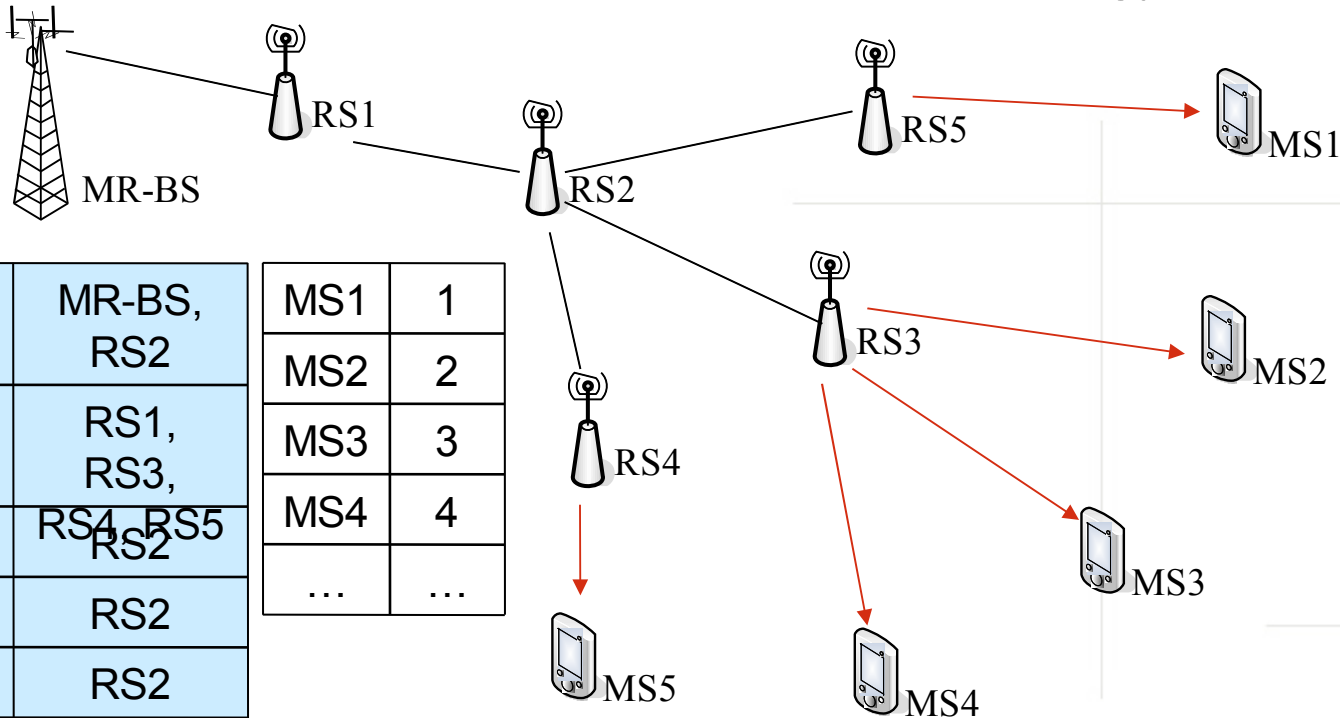 RS1
RS5
MS1
MR-BS
RS2
MR-BS,
RS2
RS1,
RS3,
RS4, RS5
RS2
RS2
RS2
MS1 1
MS2 2
MS3 3
MS4 4
... ...
RS3
MS2
RS4
MS3
MS5
MS4